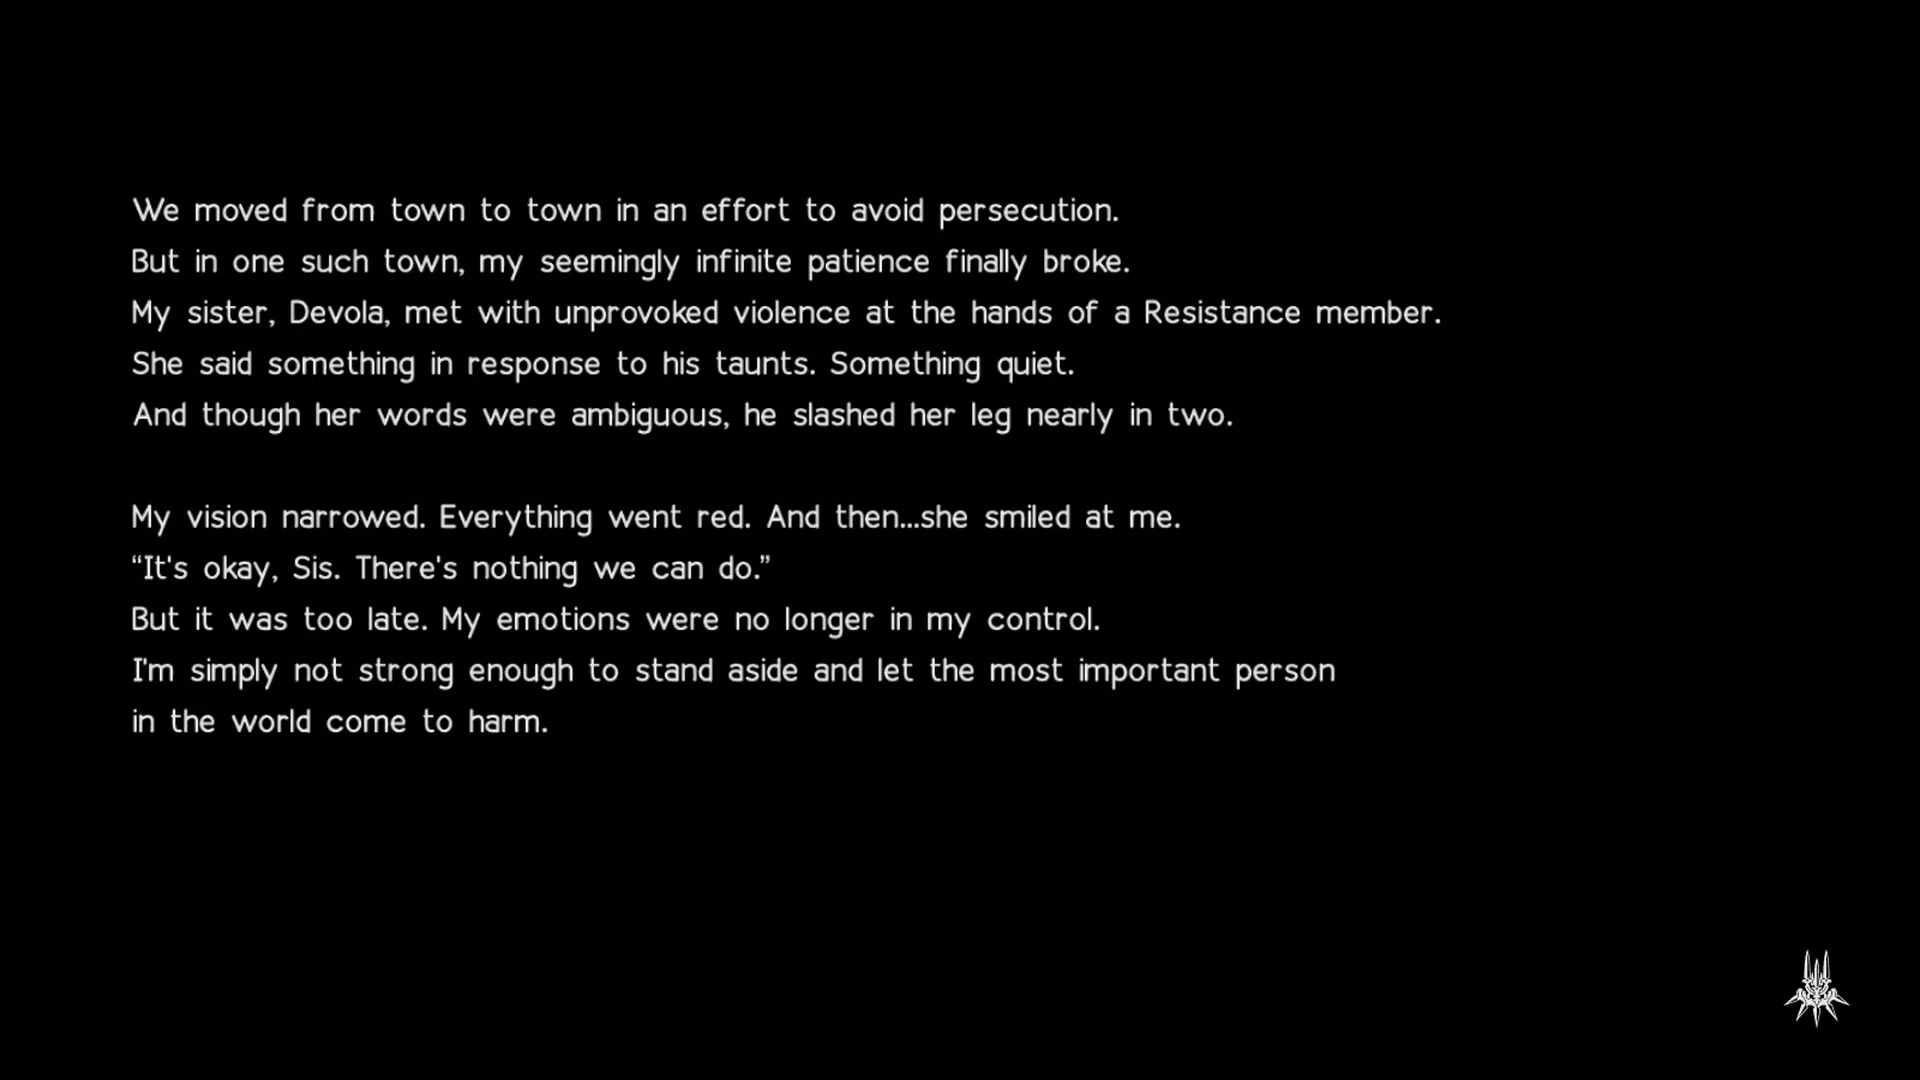 We moved from town to town in an effort to avoid persecution.
But in one such town, my seemingly infinite patience finally broke.
My sister, Devola, met with unprovoked violence at the hands of a Resistance member.
She said something in response to his taunts. Something quiet.
And though her words were ambiguous, he slashed her leg nearly in two.
My vision narrowed. Everything went red. And then...she smiled at me.
“It's okay, Sis. There's nothing we can do.”
But it was too late. My emotions were no longer in my control.
I'm simply not strong enough to stand aside and let the most important person
in the world come to harm.